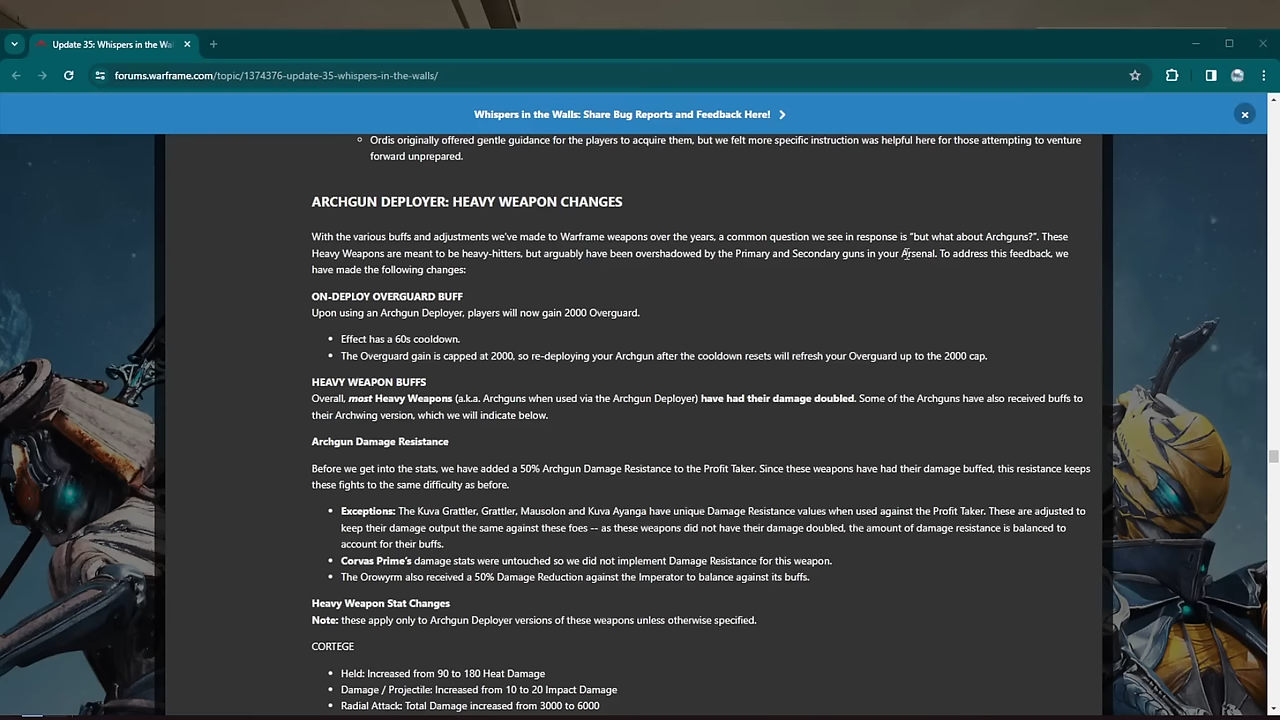 Update 35: Whispers in the Wa
forums.warframe.com/topic/1374376-update-35-whispers-in-the-walls/
Whispers in the Walls: Share Bug Reports and Feedback Here!
Ordis originally offered gentle guidance for the players to acquire them, but we felt more specific instruction was helpful here for those attempting to venture
forward unprepared.
ARCHGUN DEPLOYER: HEAVY WEAPON CHANGES
With the various buffs and adjustments we've made to Warframe weapons over the years, a common question we see in response is "but what about Archguns?". These
Heavy Weapons are meant to be heavy-hitters, but arguably have been overshadowed by the Primary and Secondary guns in your Arsenal. To address this feedback, we
have made the following changes:
ON-DEPLOY OVERGUARD BUFF
Upon using an Archgun Deployer, players will now gain 2000 Overguard.
• Effect has a 60s cooldown.
• The Overguard gain is capped at 2000, so re-deploying your Archgun after the cooldown resets will refresh your Overguard up to the 2000 cap.
HEAVY WEAPON BUFFS
Overall, most Heavy Weapons (a.k.a. Archguns when used via the Archgun Deployer) have had their damage doubled. Some of the Archguns have also received buffs to
their Archwing version, which we will indicate below.
Archgun Damage Resistance
Before we get into the stats, we have added a 50% Archgun Damage Resistance to the Profit Taker. Since these weapons have had their damage buffed, this resistance keeps
these fights to the same difficulty as before.
• Exceptions: The Kuva Grattler, Grattler, Mausolon and Kuva Ayanga have unique Damage Resistance values when used against the Profit Taker. These are adjusted to
keep their damage output the same against these foes -- as these weapons did not have their damage doubled, the amount of damage resistance is balanced to
account for their buffs.
• Corvas Prime's damage stats were untouched so we did not implement Damage Resistance for this weapon.
• The Orowyrm also received a 50% Damage Reduction against the Imperator to balance against its buffs.
Heavy Weapon Stat Changes
Note: these apply only to Archgun Deployer versions of these weapons unless otherwise specified.
CORTEGE
• Held: Increased from 90 to 180 Heat Damage
• Damage / Projectile: Increased from 10 to 20 Impact Damage
• Radial Attack: Total Damage increased from 3000 to 6000